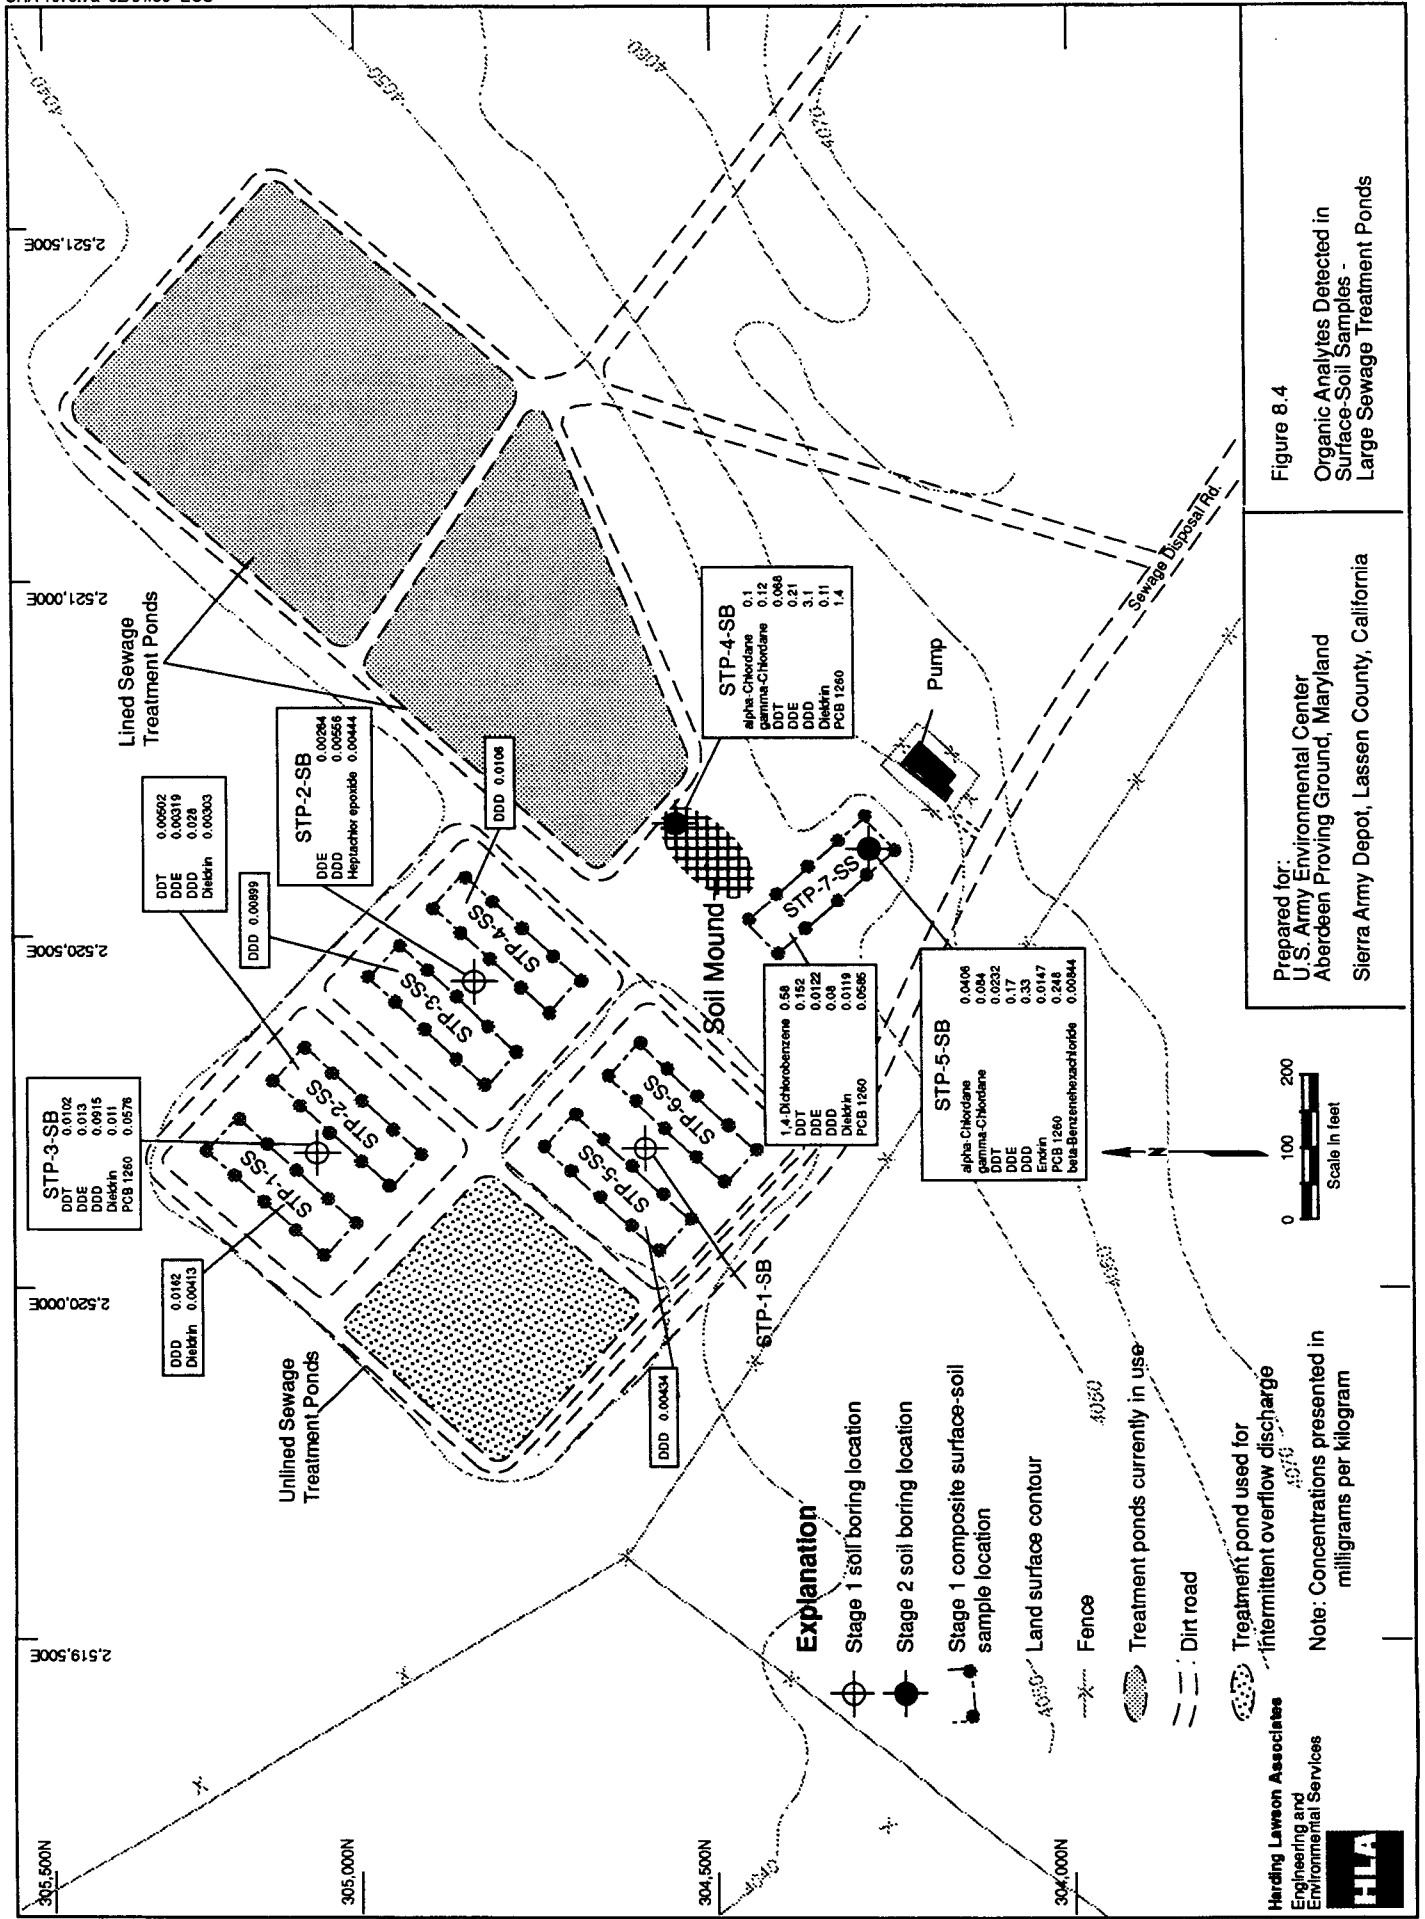 2,519,500E
2,520,000E
2,520,500E
2,521,000E
2,521,500E
305,500N
305,000N
304,500N
304,000N
4040
4050
4060
4070
Lined Sewage
Treatment Ponds
Unlined Sewage
Treatment Ponds
STP-3-SB
DDT 0.0102
DDE 0.013
DDD 0.0915
Dieldrin 0.011
PCB 1260 0.0576
DDT 0.00602
DDE 0.00319
DDD 0.028
Dieldrin 0.00303
DDD 0.00899
STP-2-SB
DDE 0.00264
DDD 0.00566
Heptachlor epoxide 0.00444
DDD 0.0106
DDD 0.0162
Dieldrin 0.00413
STP-1-SS
STP-2-SS
STP-3-SS
STP-4-SS
STP-5-SS
STP-6-SS
DDD 0.00434
STP-1-SB
Soil Mound
STP-4-SB
alpha-Chlordane 0.1
gamma-Chlordane 0.12
DDT 0.068
DDE 0.21
DDD 3.1
Dieldrin 0.11
PCB 1260 1.4
STP-7-SS
Pump
1,4-Dichlorobenzene 0.58
DDT 0.152
DDE 0.0122
DDD 0.08
Dieldrin 0.0119
PCB 1260 0.0585
STP-5-SB
alpha-Chlordane 0.0406
gamma-Chlordane 0.084
DDT 0.0232
DDE 0.17
DDD 0.33
Endrin 0.0147
PCB 1260 0.248
beta-Benzenehexachloride 0.00844
Sewage Disposal Rd.
4060
4050
4070
4040
Explanation
Stage 1 soil boring location
Stage 2 soil boring location
Stage 1 composite surface-soil
sample location
4050 Land surface contour
Fence
Treatment ponds currently in use
Dirt road
Treatment pond used for
intermittent overflow discharge
Note: Concentrations presented in
milligrams per kilogram
N
0 100 200
Scale in feet
Harding Lawson Associates
Engineering and
Environmental Services
HLA
Prepared for:
U.S. Army Environmental Center
Aberdeen Proving Ground, Maryland
Sierra Army Depot, Lassen County, California
Figure 8.4
Organic Analytes Detected in
Surface-Soil Samples -
Large Sewage Treatment Ponds